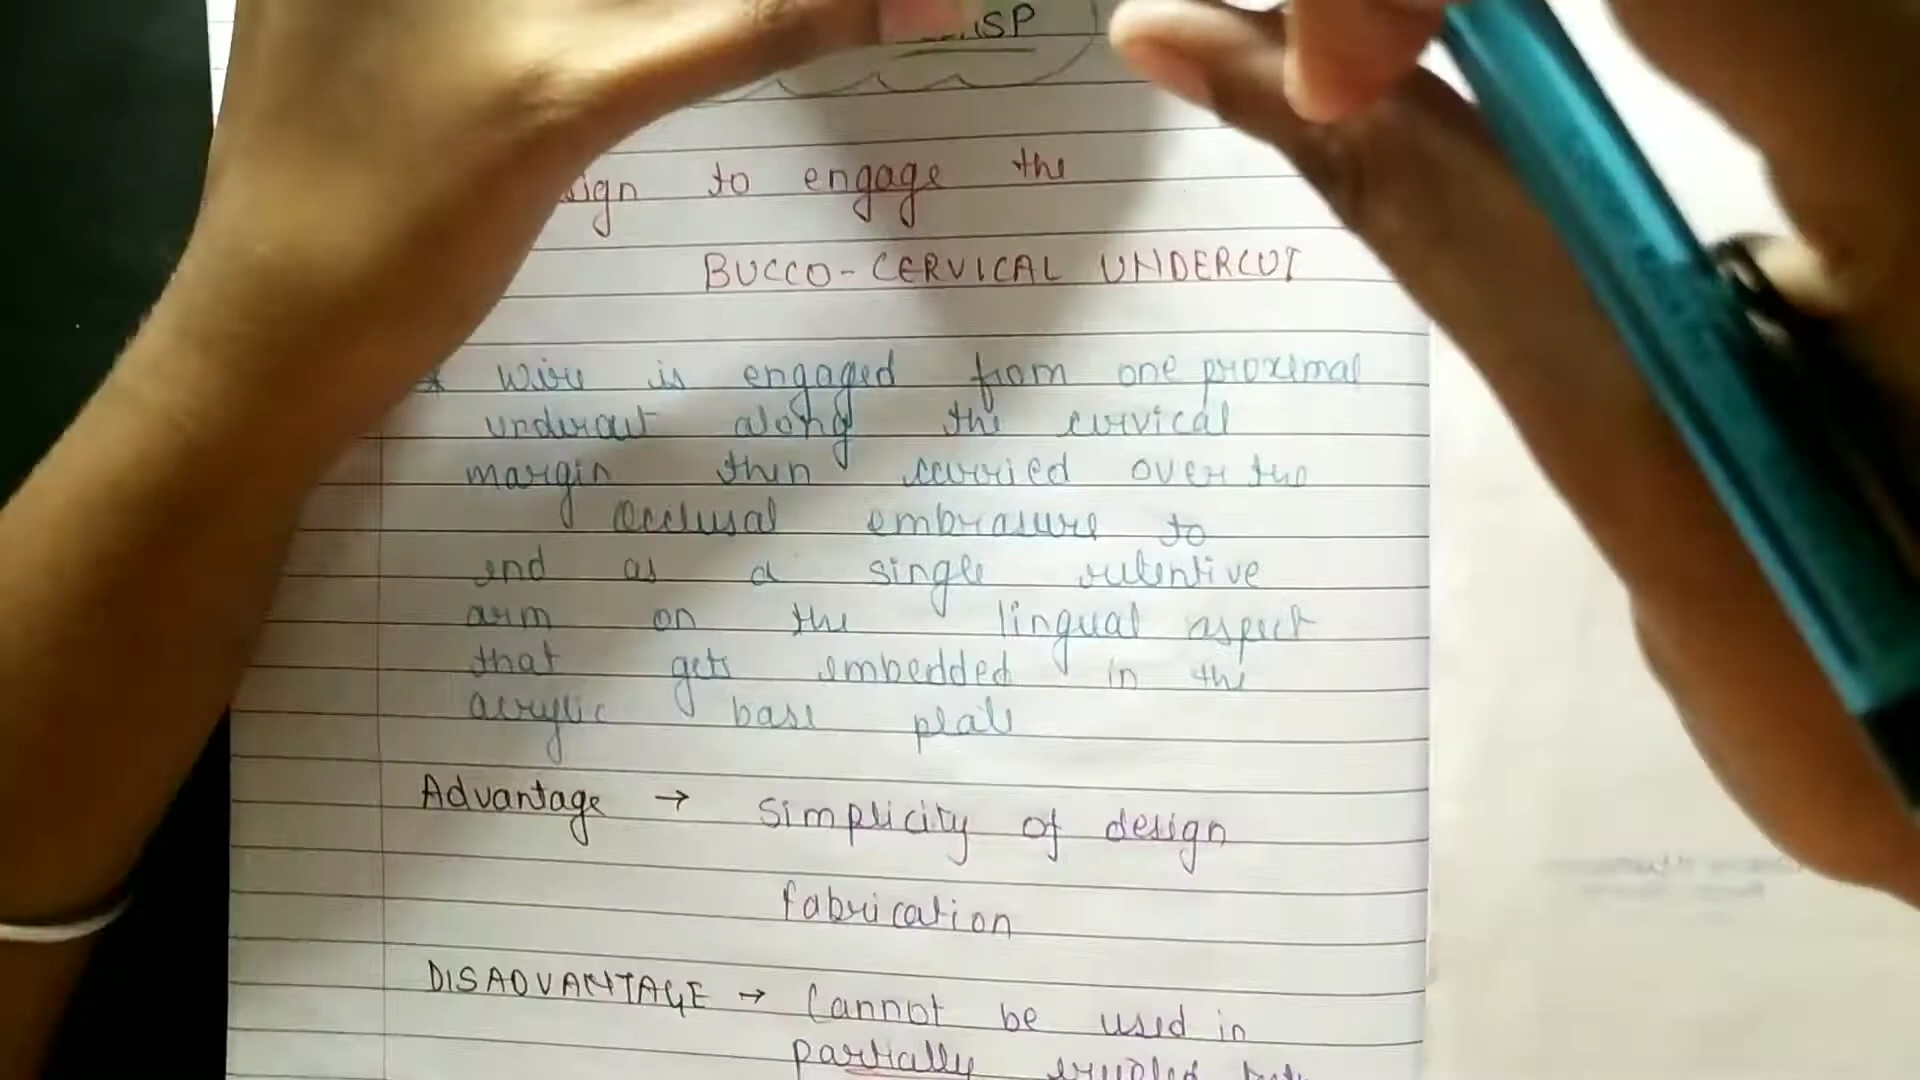 SP
to engage the
BUCCO-CERVICAL UNDERCUT
* Wire is engaged from one proximal
undercut along the cervical
margin then carried over the
occlusal embrasure to
end as a single retentive
arm on the lingual aspect
that gets embedded in the
acrylic base plate
Advantage → Simplicity of design
fabrication
DISADVANTAGE → Cannot be used in
partially